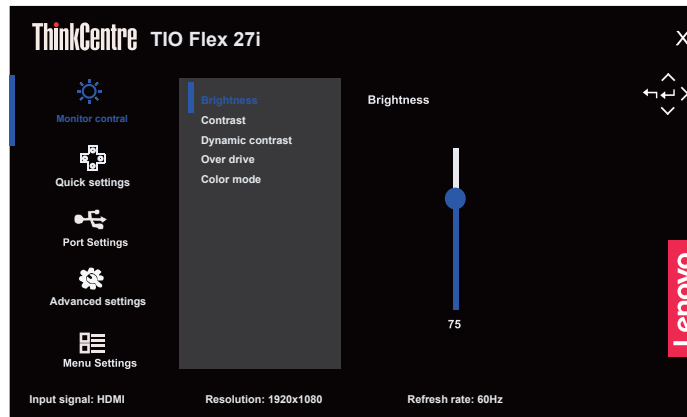 ThinkCentre TIO Flex 27i
X
Monitor contral
Quick settings
Port Settings
Advanced settings
Menu Settings
Brightness
Contrast
Dynamic contrast
Over drive
Color mode
Brightness
75
Lenovo
Input signal: HDMI Resolution: 1920x1080 Refresh rate: 60Hz